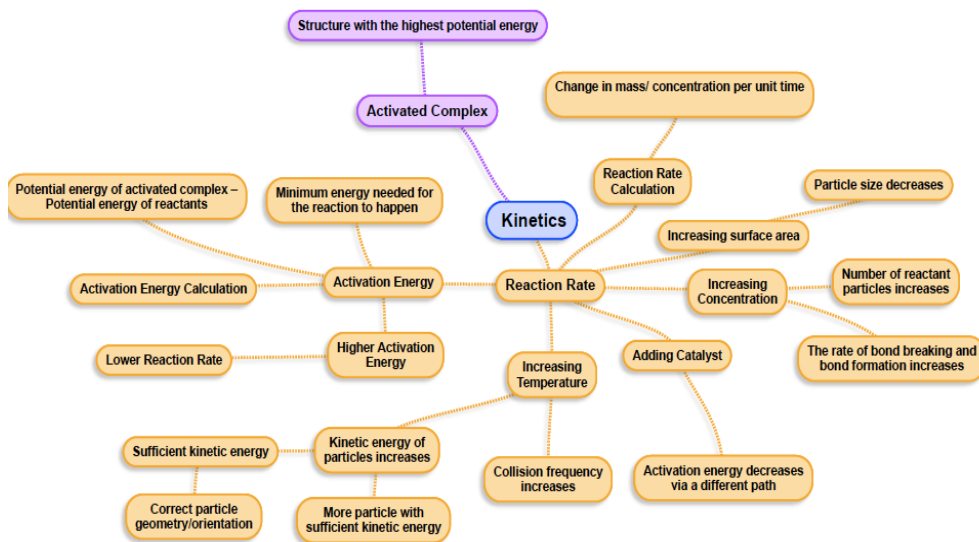 Structure with the highest potential energy
Change in mass/ concentration per unit time
Activated Complex
Potential energy of activated complex –
Potential energy of reactants
Minimum energy needed for
the reaction to happen
Reaction Rate
Calculation
Particle size decreases
Kinetics
Increasing surface area
Activation Energy Calculation
Activation Energy
Reaction Rate
Increasing
Concentration
Number of reactant
particles increases
Lower Reaction Rate
Higher Activation
Energy
Increasing
Temperature
Adding Catalyst
The rate of bond breaking and
bond formation increases
Sufficient kinetic energy
Kinetic energy of
particles increases
Collision frequency
increases
Activation energy decreases
via a different path
Correct particle
geometry/orientation
More particle with
sufficient kinetic energy